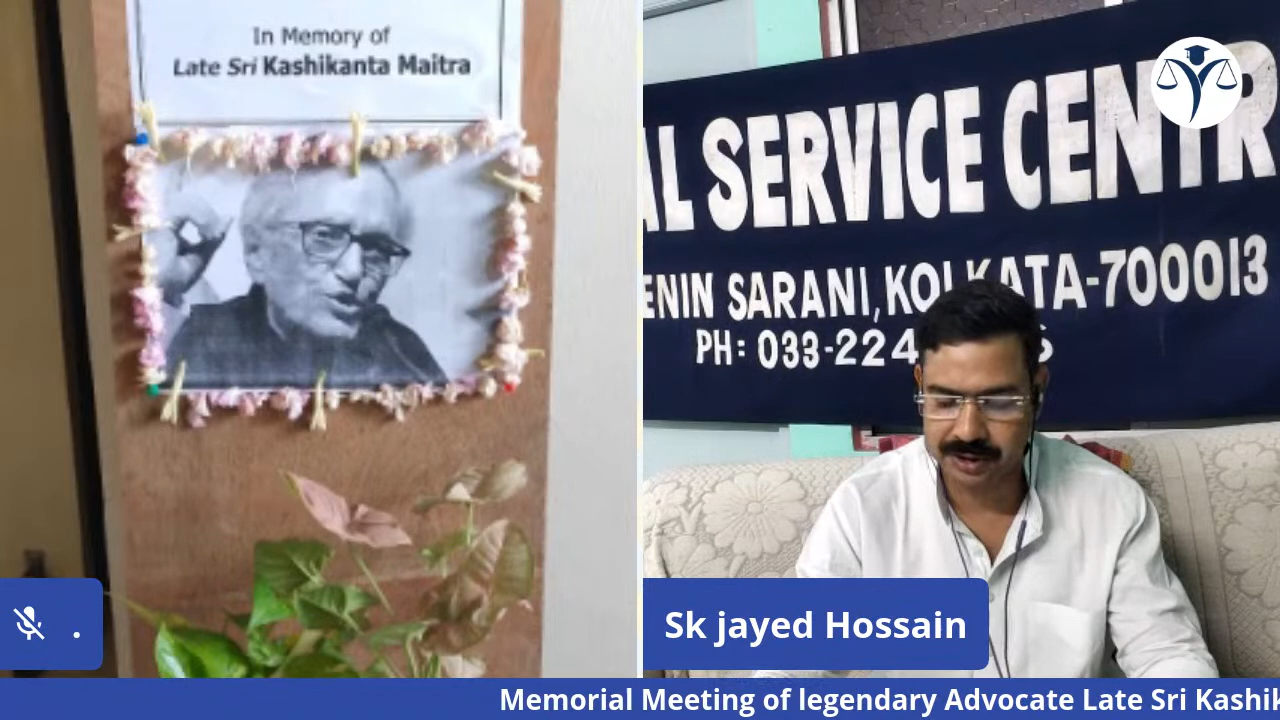 In Memory of
Late Sri Kashikanta Maitra
AL SERVICE CENTR
ENIN SARANI, KOLKATA-700013
PH: 033-224
.
Sk jayed Hossain
Memorial Meeting of legendary Advocate Late Sri Kashik